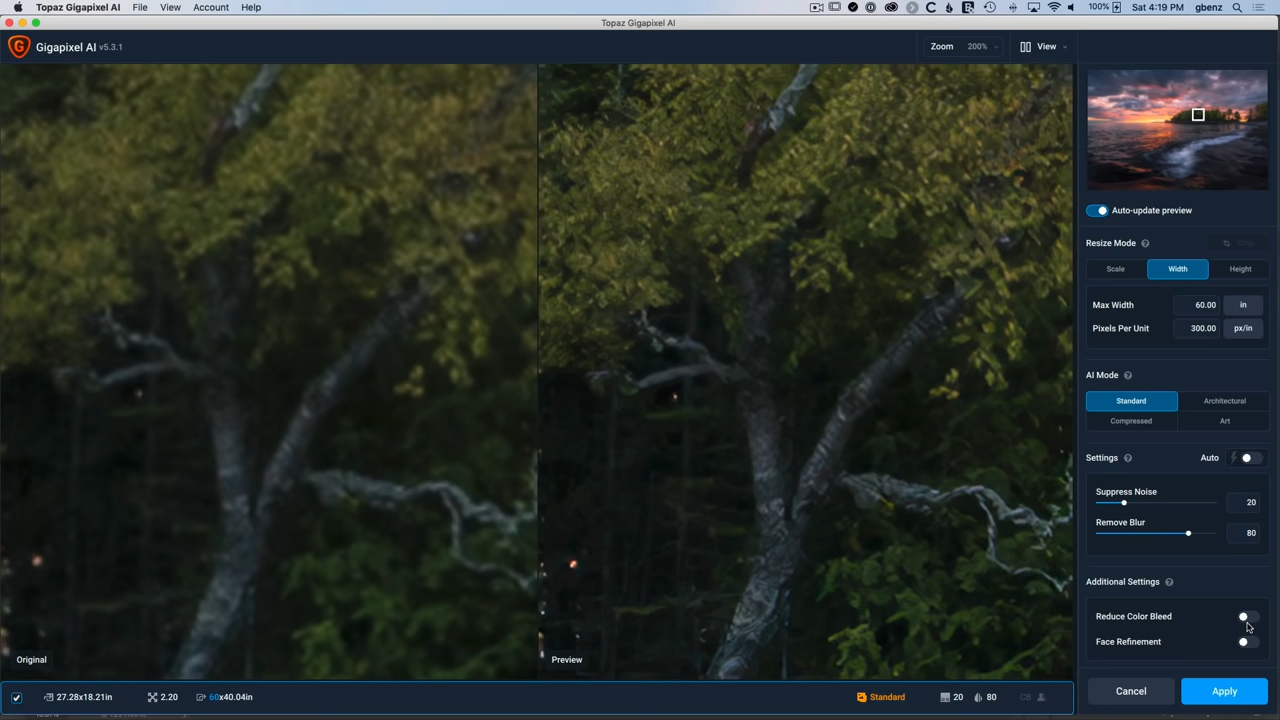 Topaz Gigapixel AI File View Account Help 100% Sat 4:19 PM gbenz
Topaz Gigapixel AI
Gigapixel AI v5.3.1
Zoom 200% View
Auto-update preview
Resize Mode
Scale Width Height
Max Width 60.00 in
Pixels Per Unit 300.00 px/in
AI Mode
Standard Architectural
Compressed Art
Settings Auto
Suppress Noise
20
Remove Blur
80
Additional Settings
Reduce Color Bleed
Face Refinement
Original Preview
27.28x18.21in 2.20 60x40.04in Standard 20 80 CB
Cancel Apply